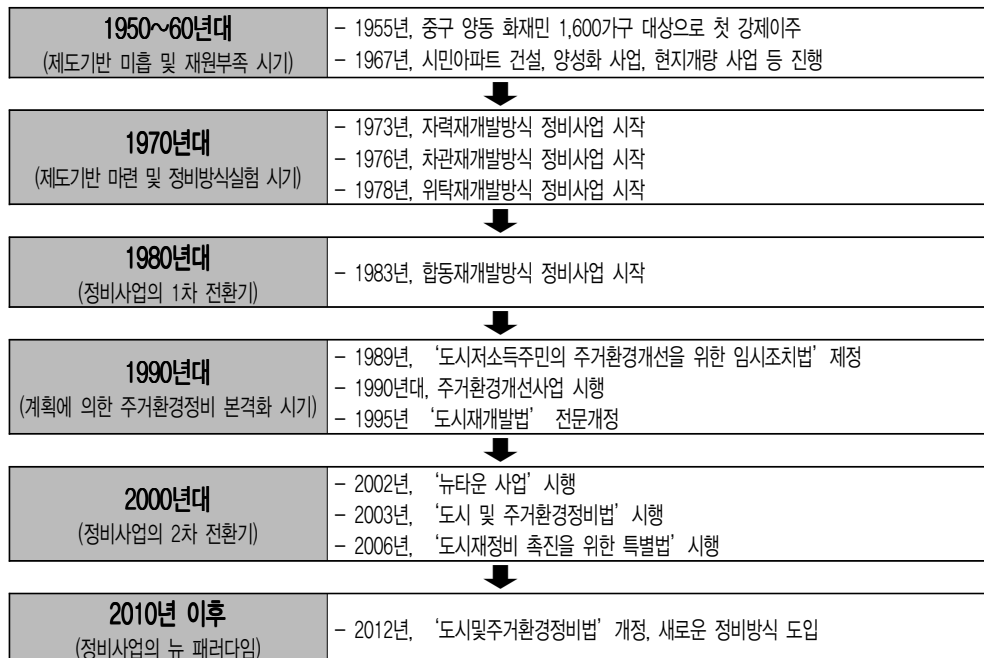 1950~60년대
(제도기반 미흡 및 재원부족 시기)
- 1955년, 중구 양동 화재민 1,600가구 대상으로 첫 강제이주
- 1967년, 시민아파트 건설, 양성화 사업, 현지개량 사업 등 진행
1970년대
(제도기반 마련 및 정비방식실험 시기)
- 1973년, 자력재개발방식 정비사업 시작
- 1976년, 차관재개발방식 정비사업 시작
- 1978년, 위탁재개발방식 정비사업 시작
1980년대
(정비사업의 1차 전환기)
- 1983년, 합동재개발방식 정비사업 시작
1990년대
(계획에 의한 주거환경정비 본격화 시기)
- 1989년, ‘도시저소득주민의 주거환경개선을 위한 임시조치법’ 제정
- 1990년대, 주거환경개선사업 시행
- 1995년 ‘도시재개발법’ 전문개정
2000년대
(정비사업의 2차 전환기)
- 2002년, ‘뉴타운 사업’ 시행
- 2003년, ‘도시 및 주거환경정비법’ 시행
- 2006년, ‘도시재정비 촉진을 위한 특별법’ 시행
2010년 이후
(정비사업의 뉴 패러다임)
- 2012년, ‘도시및주거환경정비법’ 개정, 새로운 정비방식 도입